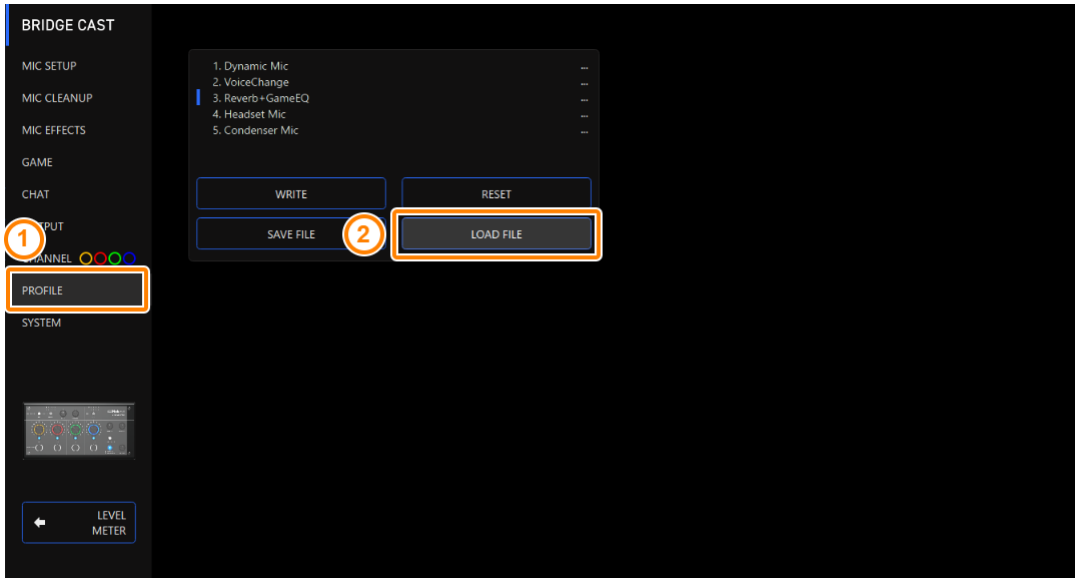 BRIDGE CAST
MIC SETUP
MIC CLEANUP
MIC EFFECTS
GAME
CHAT
CHANNEL
PROFILE
SYSTEM
LEVEL
METER
1
1. Dynamic Mic ...
2. VoiceChange ...
3. Reverb+GameEQ ...
4. Headset Mic ...
5. Condenser Mic ...
WRITE
RESET
SAVE FILE
2
LOAD FILE